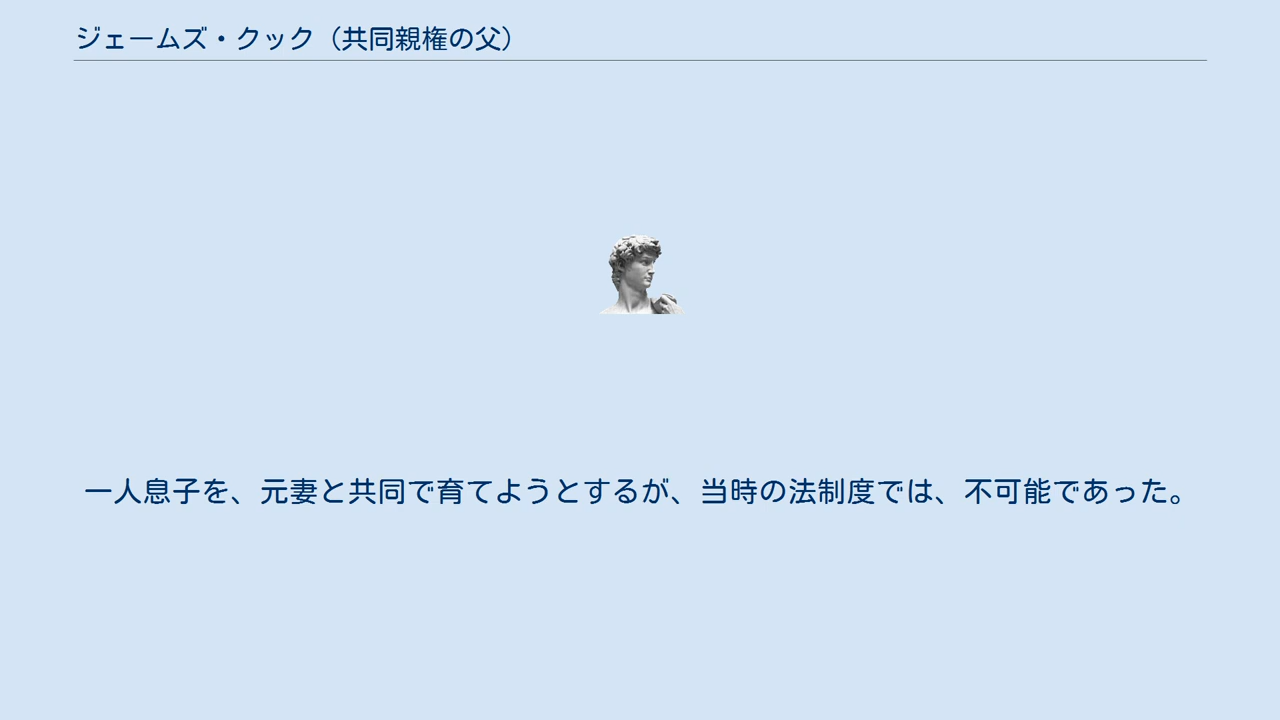 ジェームズ・クック（共同親権の父）
一人息子を、元妻と共同で育てようとするが、当時の法制度では、不可能であった。